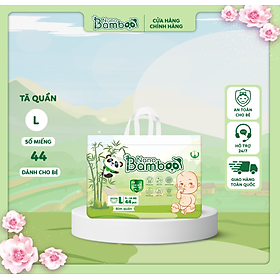 Nano
Bamboo
CỬA HÀNG
CHÍNH HÃNG
TÃ QUẦN
L
SỐ MIẾNG
44
DÀNH CHO BÉ
AN TOÀN
CHO BÉ
HỖ TRỢ
24/7
GIAO HÀNG
TOÀN QUỐC
Nano
Bamboo
L